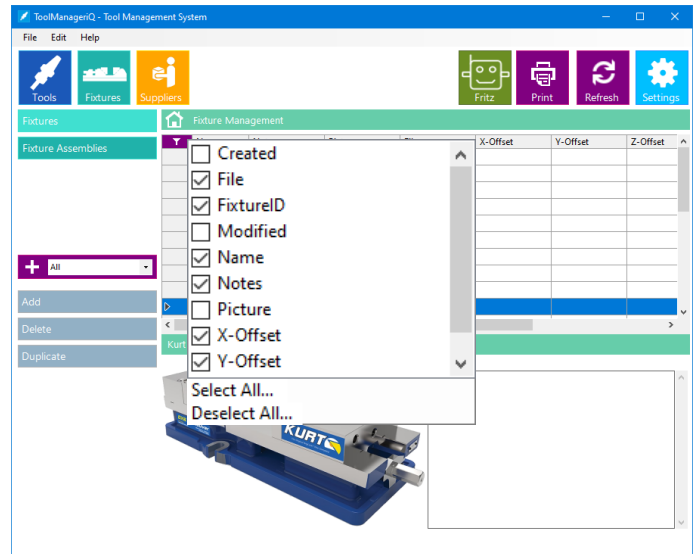 ToolManageriQ - Tool Management System
File Edit Help
Tools Fixtures Suppliers Fritz Print Refresh Settings
Fixtures
Fixture Management
Fixture Assemblies
X-Offset Y-Offset Z-Offset
Created
File
FixtureID
Modified
Name
Notes
Picture
X-Offset
Y-Offset
Select All...
Deselect All...
All
Add
Delete
Duplicate
Kurt
KURT